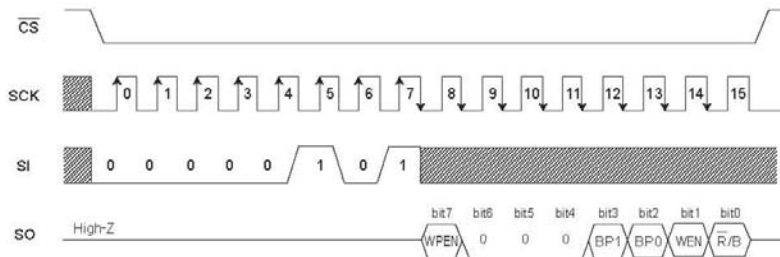 CS
SCK 0 1 2 3 4 5 6 7 8 9 10 11 12 13 14 15
SI 0 0 0 0 0 1 0 1
bit7 bit6 bit5 bit4 bit3 bit2 bit1 bit0
SO High-Z WPEN 0 0 0 BP1 BP0 WEN R/B